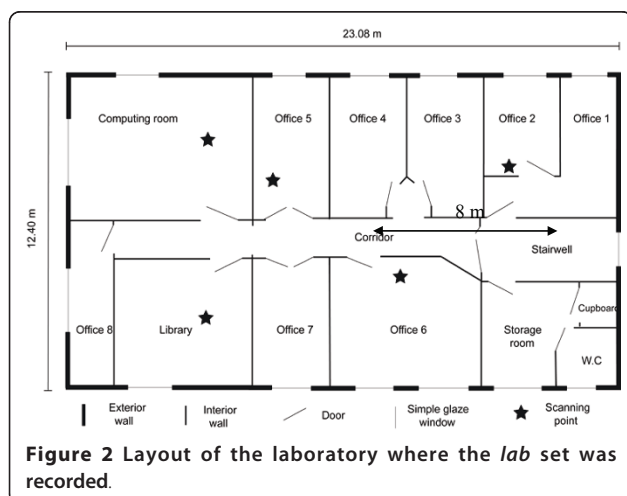 23.08 m
12.40 m
Computing room
Office 5
Office 4
Office 3
Office 2
Office 1
8 m
Corridor
Stairwell
Office 8
Library
Office 7
Office 6
Storage
room
Cupboard
W.C
Exterior
wall
Interior
wall
Door
Simple glaze
window
Scanning
point
Figure 2 Layout of the laboratory where the lab set was
recorded.